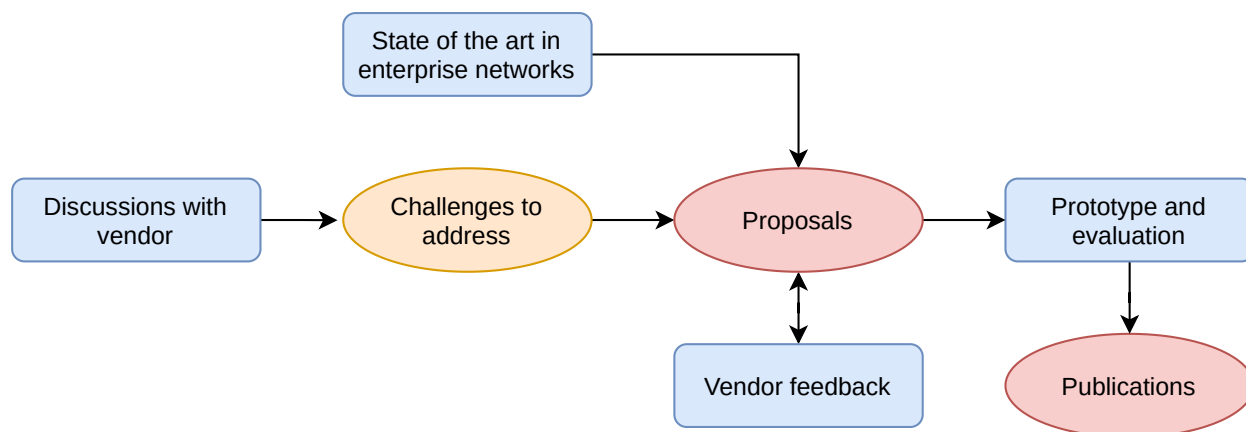 State of the art in
enterprise networks
Discussions with
vendor
Challenges to
address
Proposals
Prototype and
evaluation
Vendor feedback
Publications